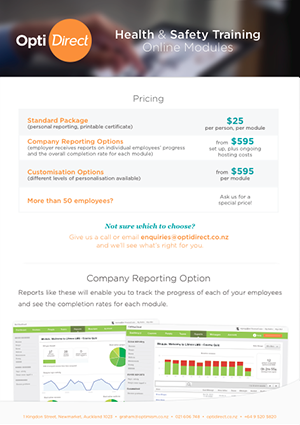 Opti Direct
Health & Safety Training
Online Modules
Pricing
Standard Package
(personal reporting, printable certificate)
$25
per person, per module
Company Reporting Options
(employer receives reports on individual employees' progress
and the overall completion rate for each module)
from $595
set up, plus ongoing
hosting costs
Customisation Options
(different levels of personalisation available)
from $595
per module
More than 50 employees?
Ask us for a
special price!
Not sure which to choose?
Give us a call or email enquiries@optidirect.co.nz
and we'll see what's right for you.
Company Reporting Option
Reports like these will enable you to track the progress of each of your employees
and see the completion rates for each module.